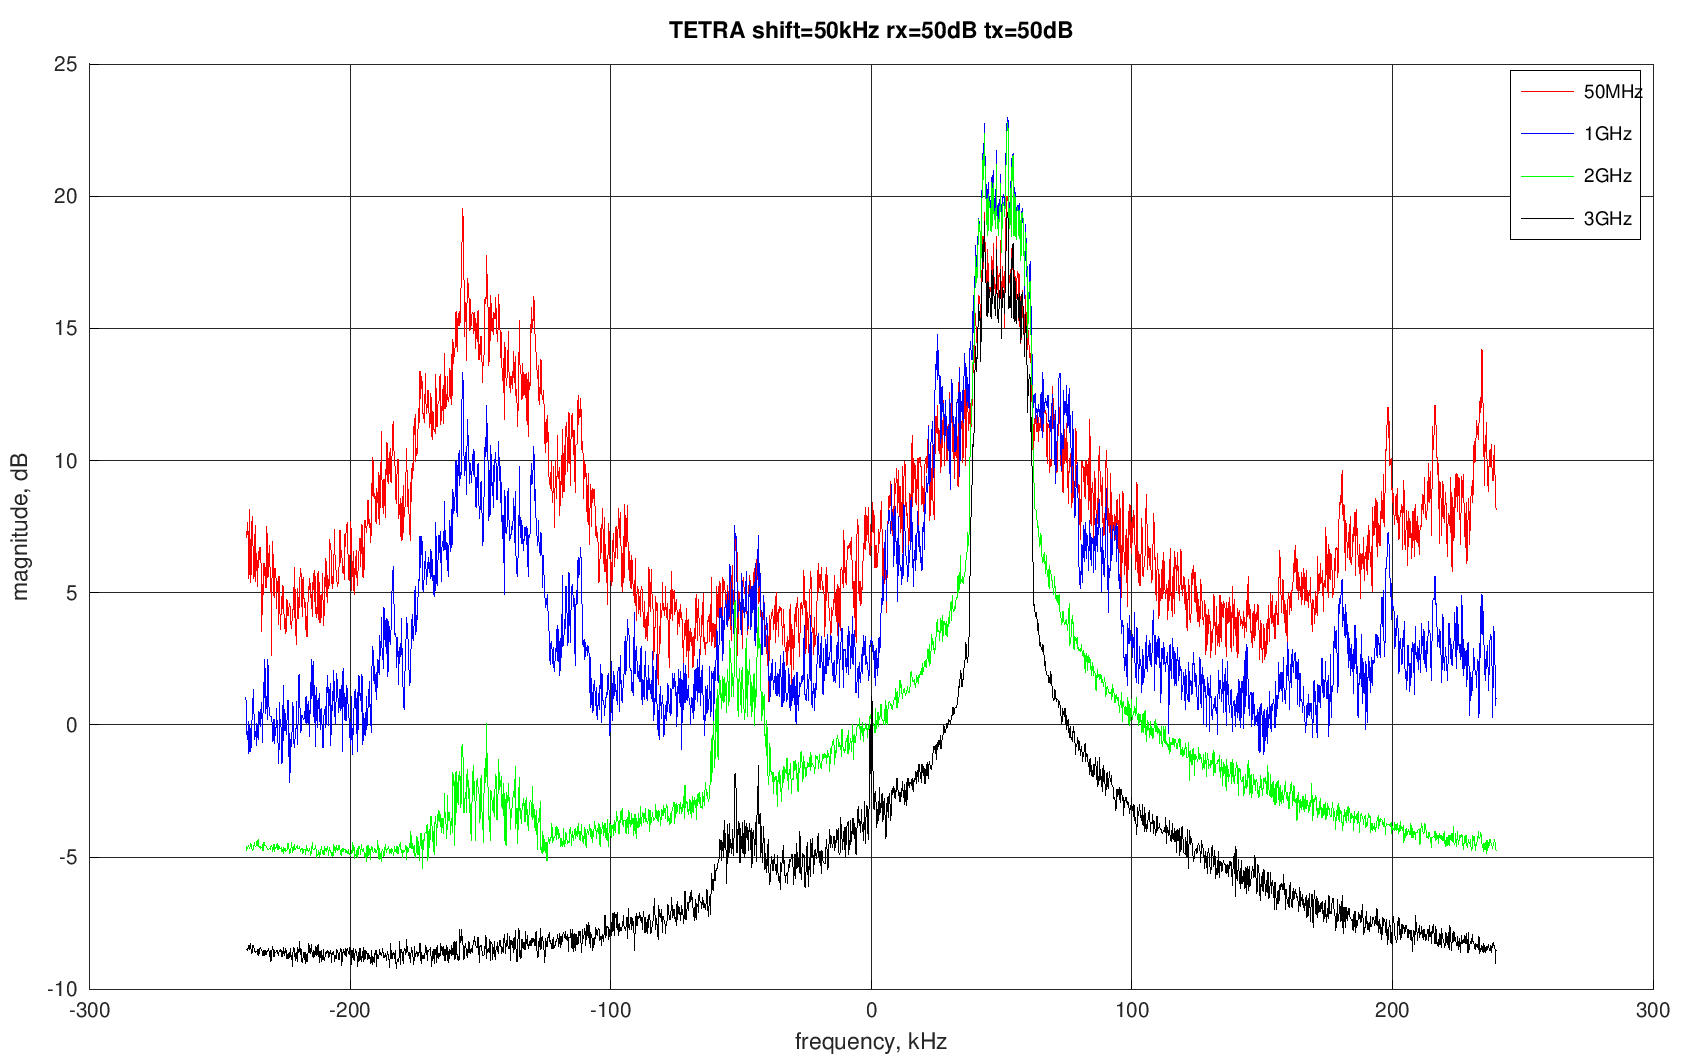 TETRA shift=50kHz rx=50dB tx=50dB
25
20
15
10
5
0
-5
-10
magnitude, dB
50MHz
1GHz
2GHz
3GHz
-300 -200 -100 0 100 200 300
frequency, kHz